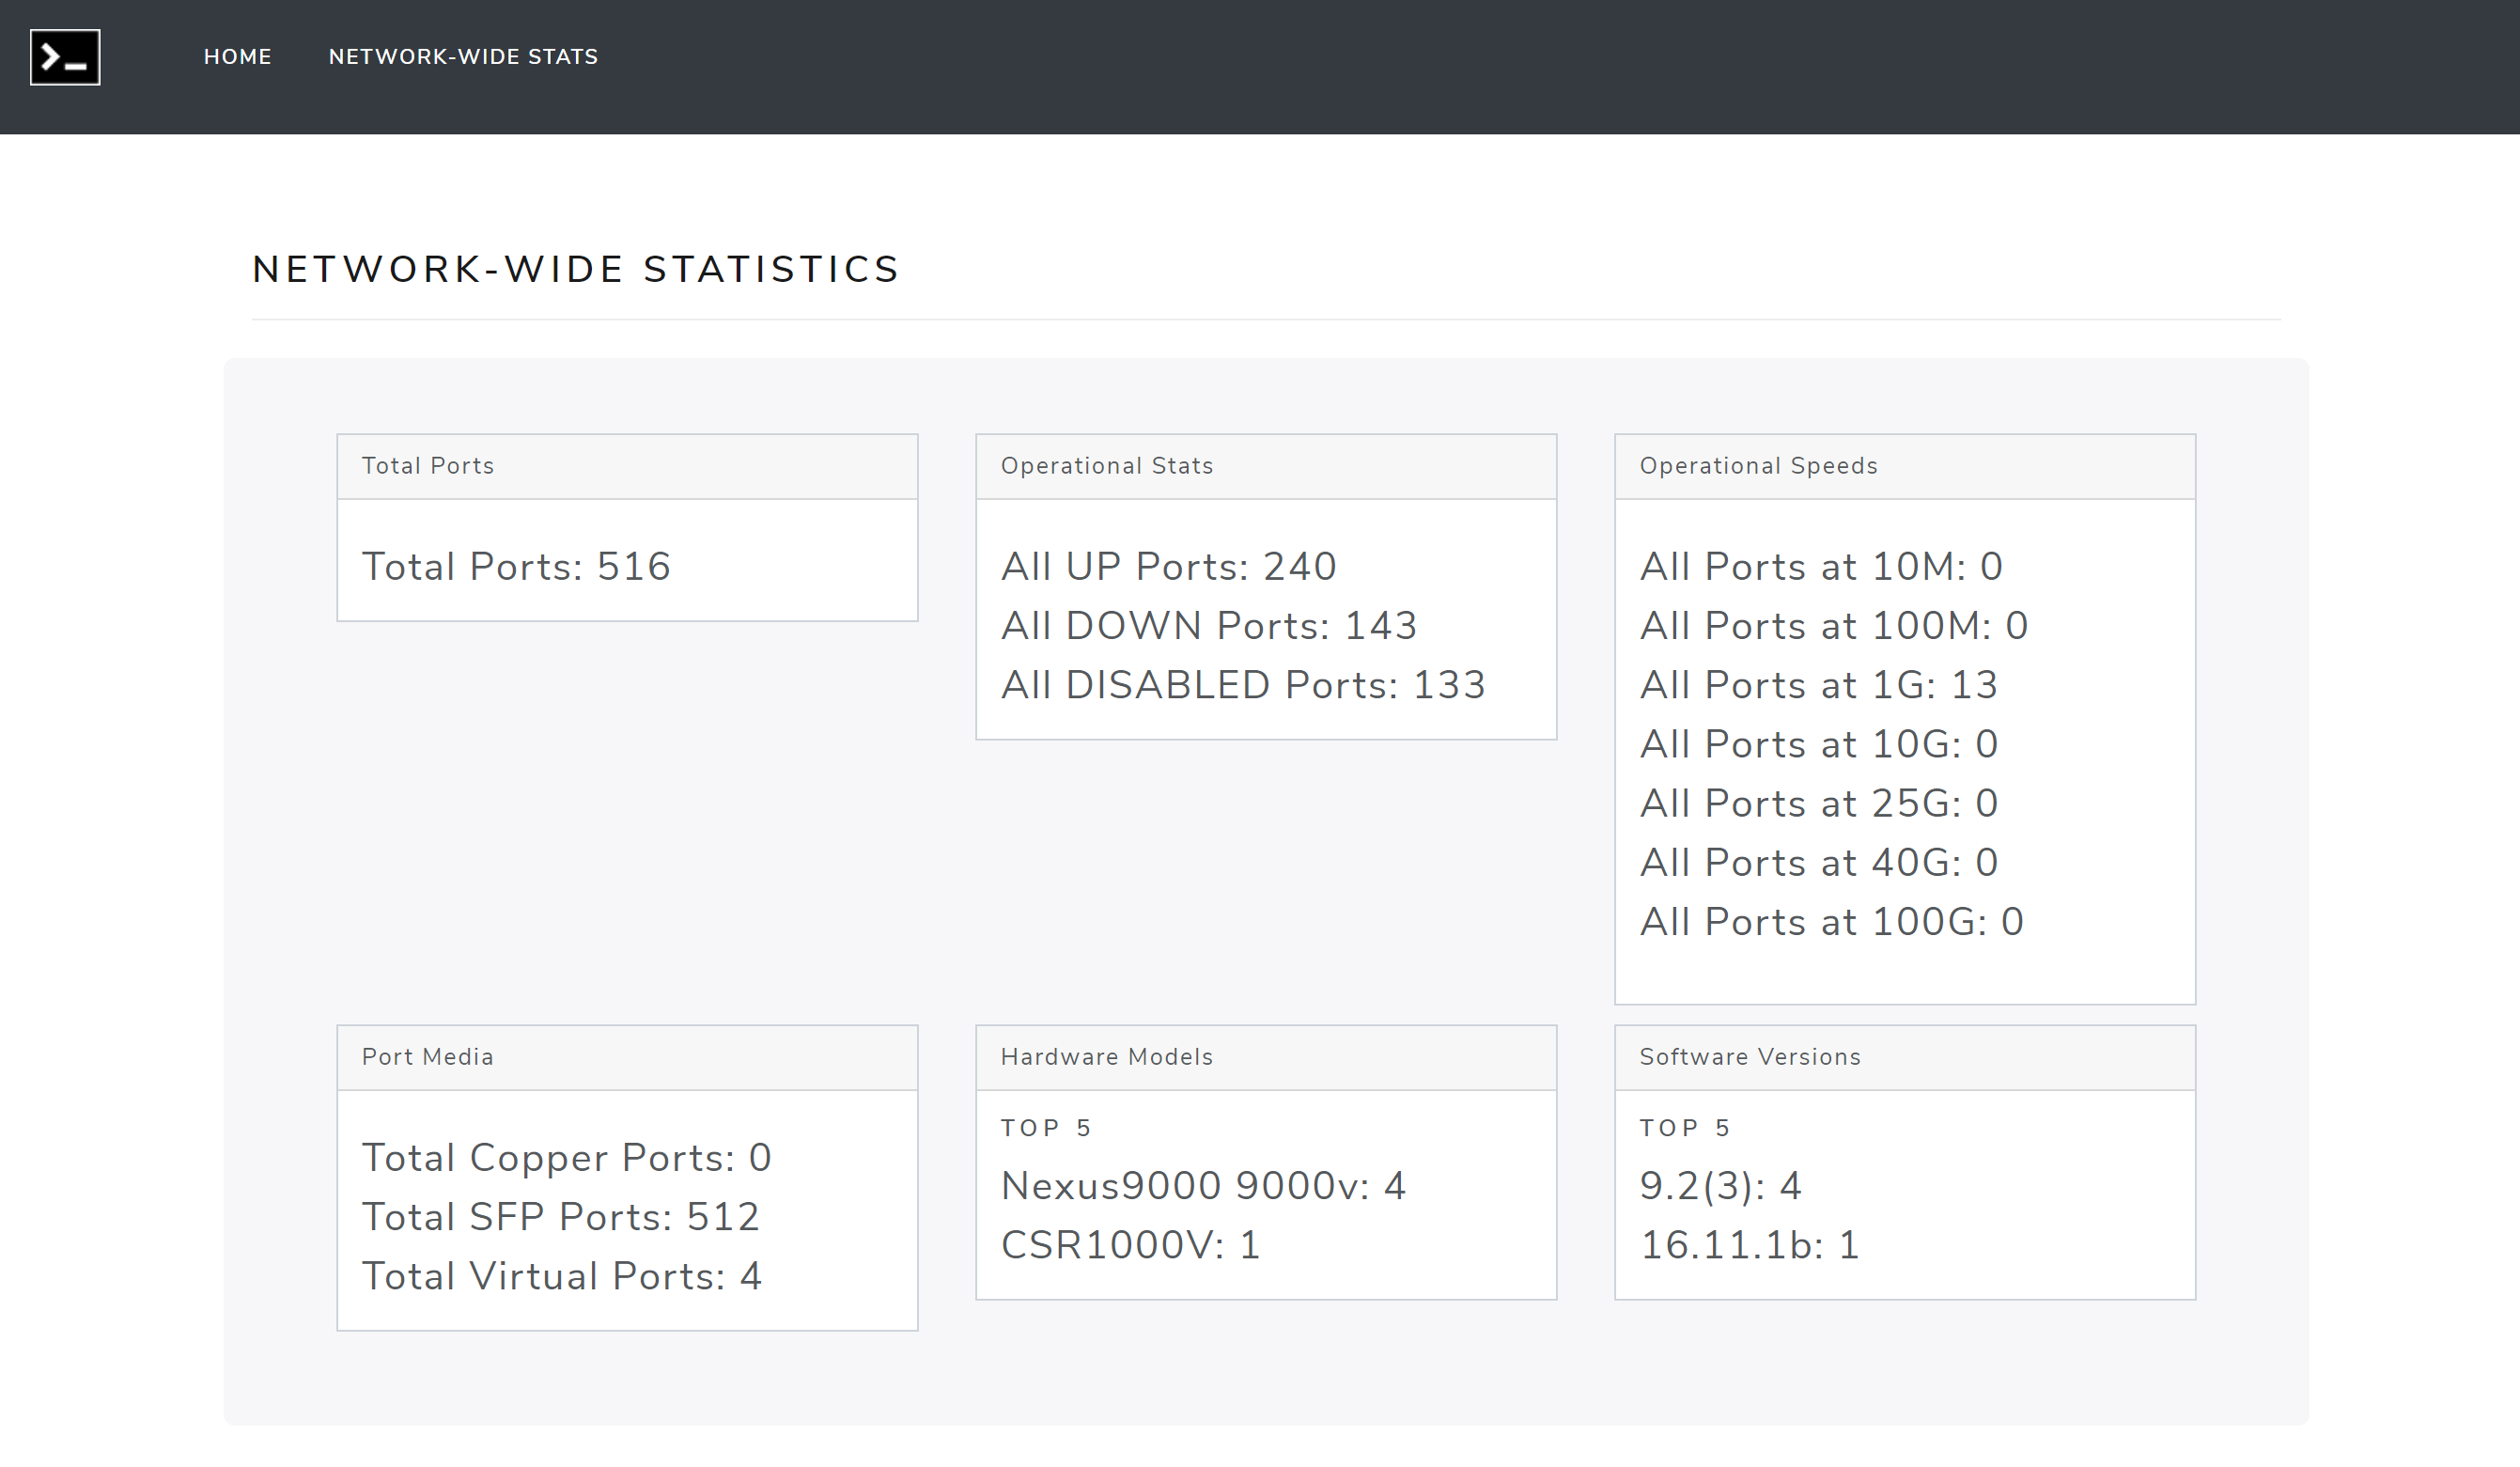 HOME NETWORK-WIDE STATS
NETWORK-WIDE STATISTICS
Total Ports
Total Ports: 516
Operational Stats
All UP Ports: 240
All DOWN Ports: 143
All DISABLED Ports: 133
Operational Speeds
All Ports at 10M: 0
All Ports at 100M: 0
All Ports at 1G: 13
All Ports at 10G: 0
All Ports at 25G: 0
All Ports at 40G: 0
All Ports at 100G: 0
Port Media
Total Copper Ports: 0
Total SFP Ports: 512
Total Virtual Ports: 4
Hardware Models
TOP 5
Nexus9000 9000v: 4
CSR1000V: 1
Software Versions
TOP 5
9.2(3): 4
16.11.1b: 1